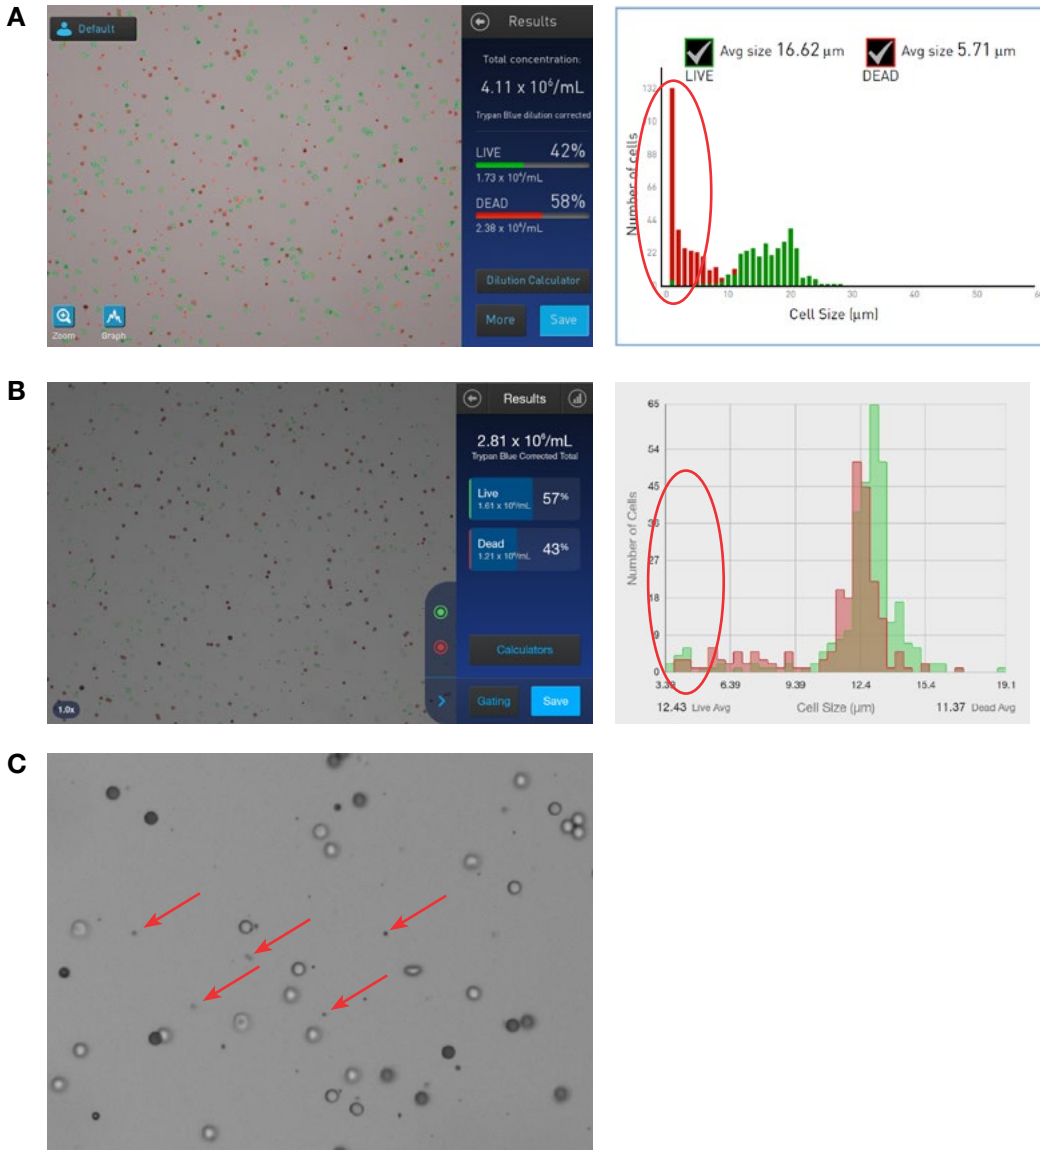 A
Default
Results
Total concentration:
4.11 x 10⁶/mL
Trypan Blue dilution corrected
LIVE 42%
1.73 x 10⁶/mL
DEAD 58%
2.38 x 10⁶/mL
Dilution Calculator
More Save
Zoom Graph
Avg size 16.62 µm Avg size 5.71 µm
LIVE DEAD
Number of cells
132
10
88
66
44
22
0
0 10 20 30 40 50 60
Cell Size (µm)
B
Results
2.81 x 10⁶/mL
Trypan Blue Corrected Total
Live 57%
1.61 x 10⁶/mL
Dead 43%
1.21 x 10⁶/mL
Calculators
Gating Save
1.0x
Number of Cells
65
54
45
36
27
18
9
0
3.39 6.39 9.39 12.4 15.4 19.1
12.43 Live Avg Cell Size (µm) 11.37 Dead Avg
C